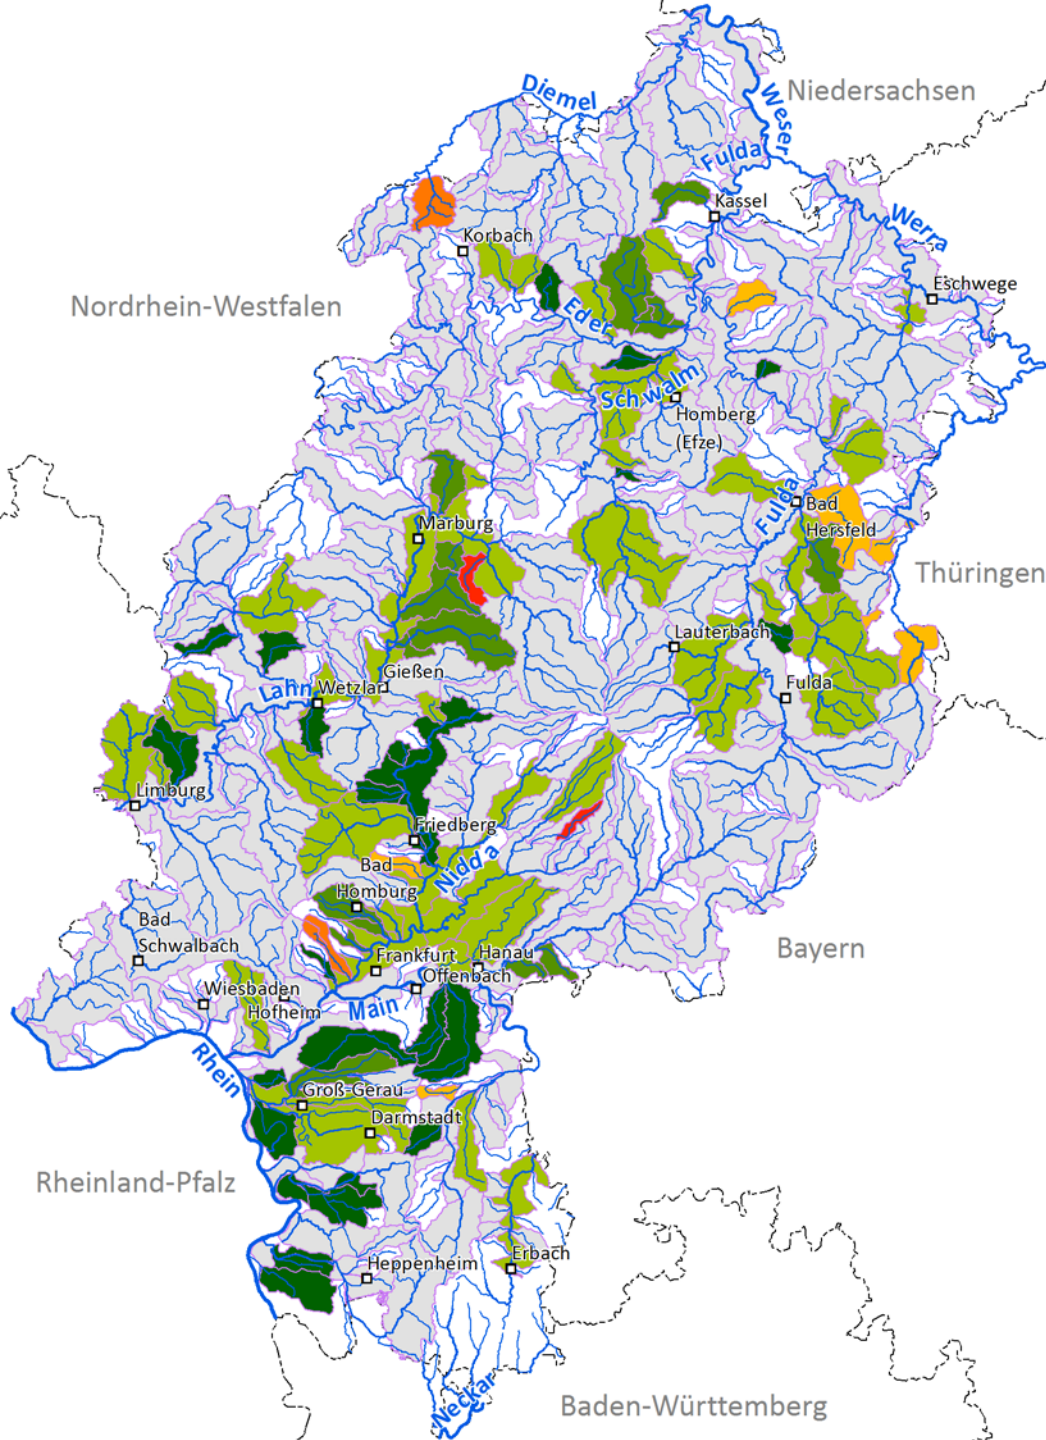 Diemel
Weser
Niedersachsen
Fulda
Kassel
Werra
Korbach
Eschwege
Nordrhein-Westfalen
Eder
Schwalm
Homberg
(Efze)
Fulda
Bad
Hersfeld
Marburg
Thüringen
Lauterbach
Gießen
Lahn
Wetzlar
Fulda
Limburg
Friedberg
Nidda
Bad
Homburg
Bad
Schwalbach
Bayern
Frankfurt
Hanau
Offenbach
Wiesbaden
Hofheim
Main
Rhein
Groß-Gerau
Darmstadt
Rheinland-Pfalz
Erbach
Heppenheim
Neckar
Baden-Württemberg